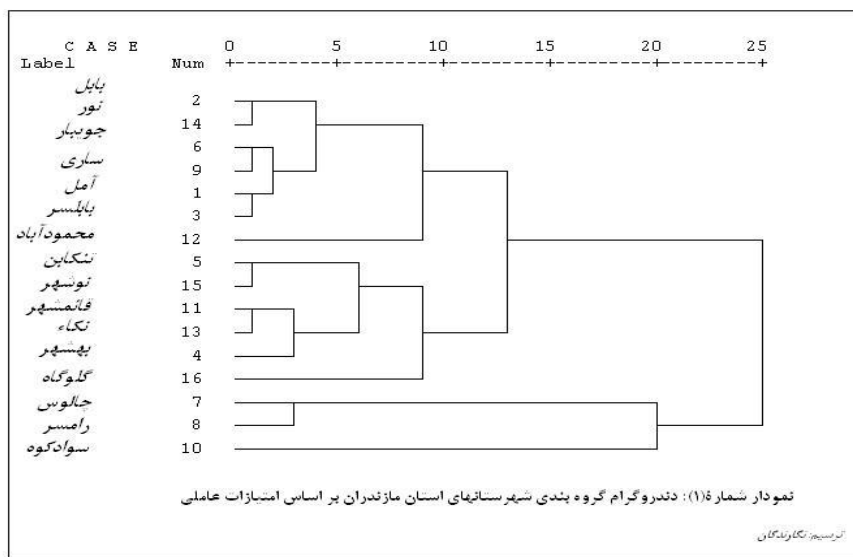 C A S E 0 5 10 15 20 25
Label Num +---------+---------+---------+---------+---------+
بابل 2
نور 14
جویبار 6
ساری 9
آمل 1
بابلسر 3
محمودآباد 12
تنکابن 5
نوشهر 15
قائمشهر 11
نکاء 13
بهشهر 4
گلوگاه 16
چالوس 7
رامسر 8
سوادکوه 10
نمودار شمارۀ(۱): دندروگرام گروه بندی شهرستانهای استان مازندران بر اساس امتیازات عاملی
ترسیم: نگارندگان